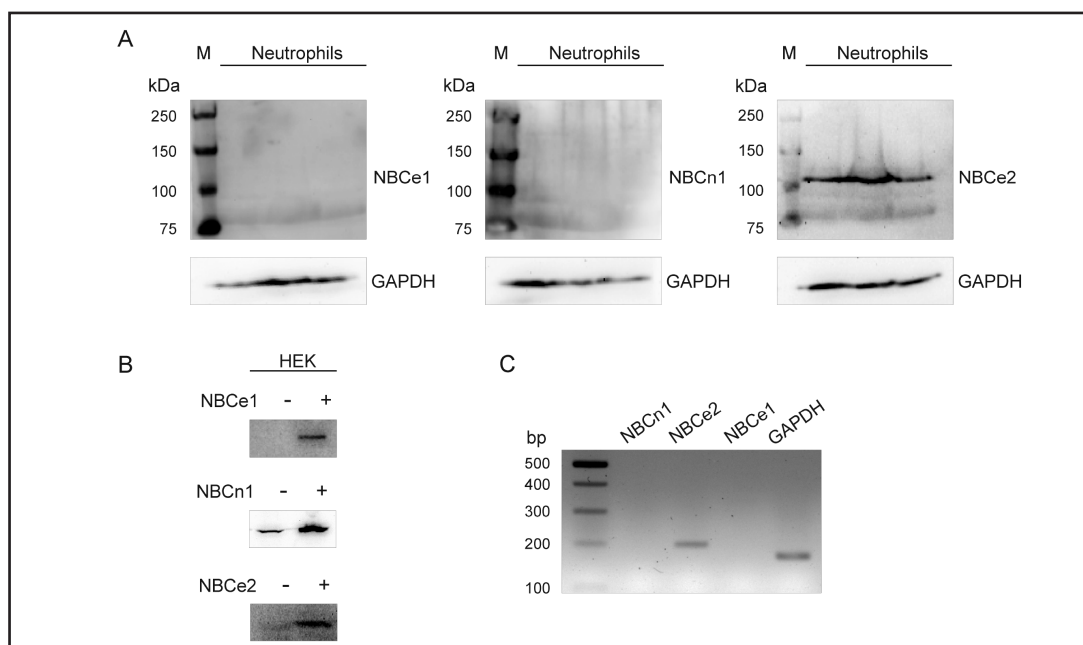 A
M Neutrophils M Neutrophils M Neutrophils
kDa kDa kDa
250 250 250
150 150 150
NBCe1 NBCn1 NBCe2
100 100 100
75 75 75
GAPDH GAPDH GAPDH
B
HEK
NBCe1 - +
NBCn1 - +
NBCe2 - +
C
NBCn1 NBCe2 NBCe1 GAPDH
bp
500
400
300
200
100